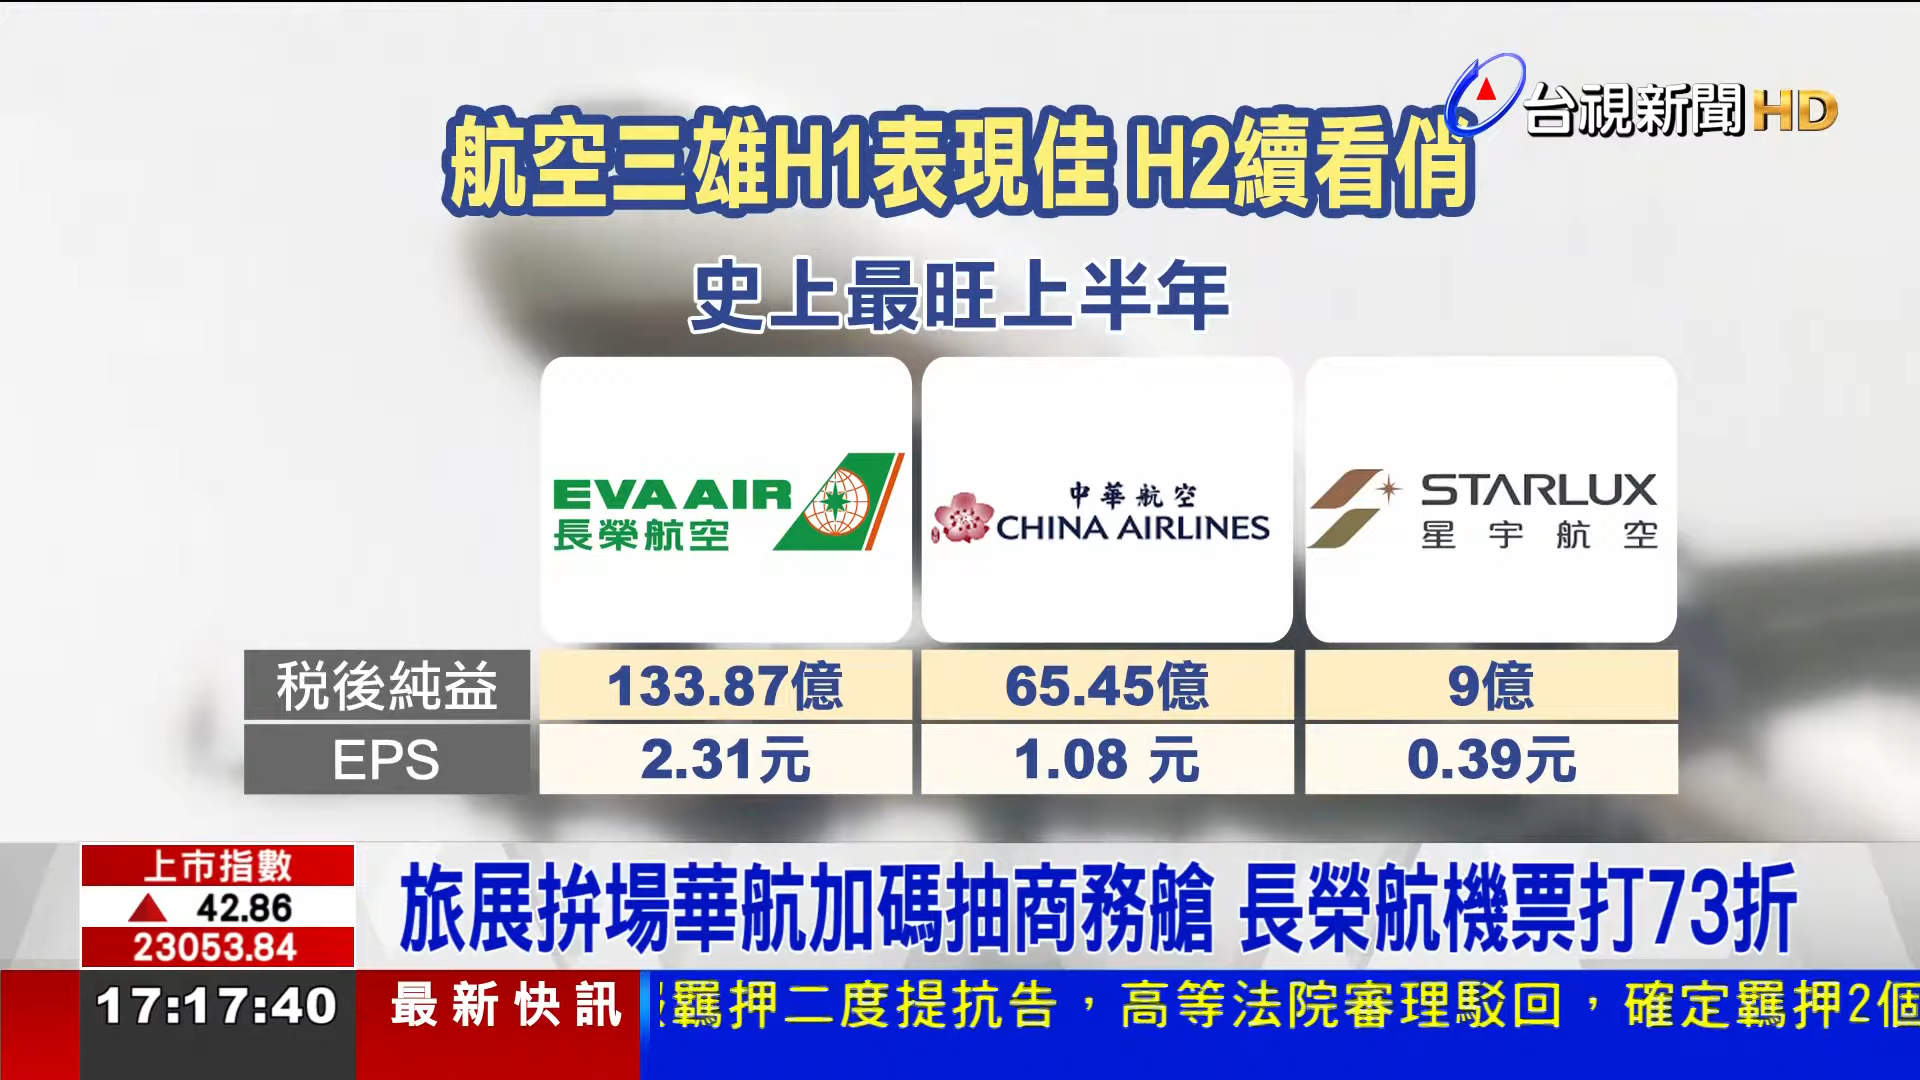 台視新聞HD
航空三雄H1表現佳 H2續看俏
史上最旺上半年
EVA AIR
長榮航空
中華航空
CHINA AIRLINES
STARLUX
星宇航空
税後純益 133.87億 65.45億 9億
EPS 2.31元 1.08 元 0.39元
上市指數
▲ 42.86
23053.84
旅展拚場華航加碼抽商務艙 長榮航機票打73折
17:17:40
最新快訊
羈押二度提抗告，高等法院審理駁回，確定羈押2個